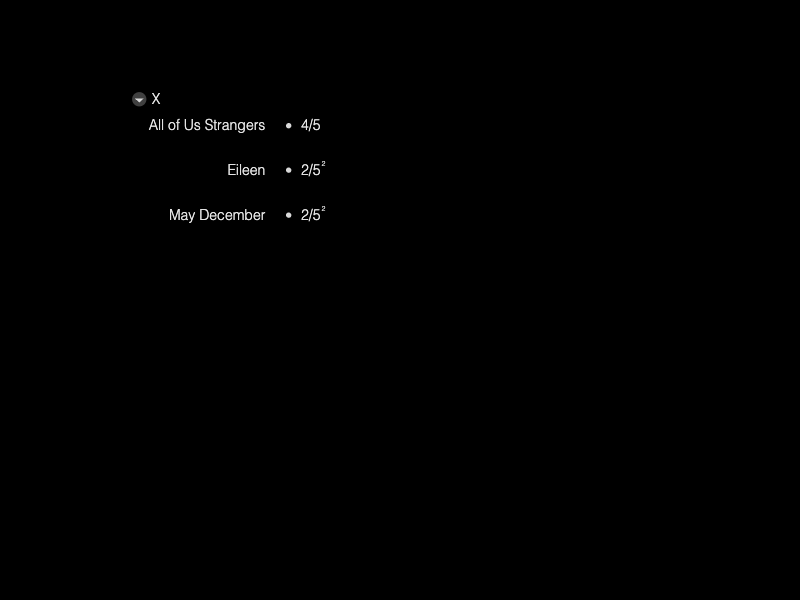 X
All of Us Strangers • 4/5
Eileen • 2/5²
May December • 2/5²